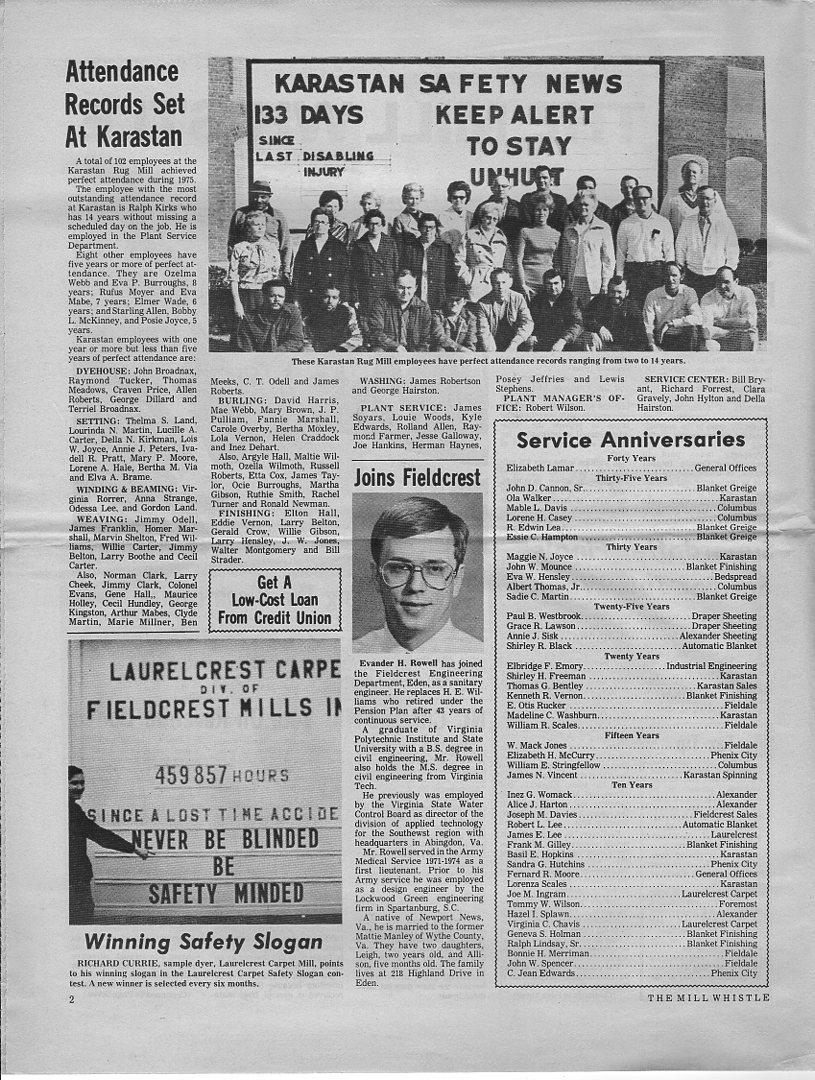 Attendance
Records Set
At Karastan
A total of 102 employees at the
Karastan Rug Mill achieved
perfect attendance during 1975.
The employee with the most
outstanding attendance record
at Karastan is Ralph Kirks who
has 14 years without missing a
scheduled day on the job. He is
employed in the Plant Service
Department.
Eight other employees have
five years or more of perfect at-
tendance. They are Ozelma
Webb and Eva P. Burroughs, 8
years; Rufus Moyer and Eva
Mabe, 7 years; Elmer Wade, 6
years; and Starling Allen, Bobby
L. McKinney, and Posie Joyce, 5
years.
Karastan employees with one
year or more but less than five
years of perfect attendance are:
DYEHOUSE: John Broadnax,
Raymond Tucker, Thomas
Meadows, Craven Price, Allen
Roberts, George Dillard and
Terriel Broadnax.
SETTING: Thelma S. Land,
Lourinda N. Martin, Lucille A.
Carter, Della N. Kirkman, Lois
W. Joyce, Annie J. Peters, Iva-
dell R. Pratt, Mary P. Moore,
Lorene A. Hale, Bertha M. Via
and Elva A. Brame.
WINDING & BEAMING: Vir-
ginia Rorrer, Anna Strange,
Odessa Lee, and Gordon Land.
WEAVING: Jimmy Odell,
James Franklin, Homer Mar-
shall, Marvin Shelton, Fred Wil-
liams, Willie Carter, Jimmy
Belton, Larry Boothe and Cecil
Carter.
Also, Norman Clark, Larry
Cheek, Jimmy Clark, Colonel
Evans, Gene Hall,, Maurice
Holley, Cecil Hundley, George
Kingston, Arthur Mabes, Clyde
Martin, Marie Millner, Ben
KARASTAN SAFETY NEWS
133 DAYS KEEP ALERT
SINCE TO STAY
LAST DISABLING
INJURY UNHURT
These Karastan Rug Mill employees have perfect attendance records ranging from two to 14 years.
Meeks, C. T. Odell and James
Roberts.
BURLING: David Harris,
Mae Webb, Mary Brown, J. P.
Pulliam, Fannie Marshall,
Carole Overby, Bertha Moxley,
Lola Vernon, Helen Craddock
and Inez Dehart.
Also, Argyle Hall, Maltie Wil-
moth, Ozella Wilmoth, Russell
Roberts, Etta Cox, James Tay-
lor, Ocie Burroughs, Martha
Gibson, Ruthie Smith, Rachel
Turner and Ronald Newman.
FINISHING: Elton Hall,
Eddie Vernon, Larry Belton,
Gerald Crow, Willie Gibson,
Larry Hensley, J. W. Jones,
Walter Montgomery and Bill
Strader.
WASHING: James Robertson
and George Hairston.
PLANT SERVICE: James
Soyars, Louie Woods, Kyle
Edwards, Rolland Allen, Ray-
mond Farmer, Jesse Galloway,
Joe Hankins, Herman Haynes,
Posey Jeffries and Lewis
Stephens.
PLANT MANAGER'S OF-
FICE: Robert Wilson.
SERVICE CENTER: Bill Bry-
ant, Richard Forrest, Clara
Gravely, John Hylton and Della
Hairston.
Get A
Low-Cost Loan
From Credit Union
LAURELCREST CARPE
DIV. OF
FIELDCREST MILLS IN
459857 HOURS
SINCE A LOST TIME ACCIDE
NEVER BE BLINDED
BE
SAFETY MINDED
Winning Safety Slogan
RICHARD CURRIE, sample dyer, Laurelcrest Carpet Mill, points
to his winning slogan in the Laurelcrest Carpet Safety Slogan con-
test. A new winner is selected every six months.
Joins Fieldcrest
Evander H. Rowell has joined
the Fieldcrest Engineering
Department, Eden, as a sanitary
engineer. He replaces H. E. Wil-
liams who retired under the
Pension Plan after 43 years of
continuous service.
A graduate of Virginia
Polytechnic Institute and State
University with a B.S. degree in
civil engineering, Mr. Rowell
also holds the M.S. degree in
civil engineering from Virginia
Tech.
He previously was employed
by the Virginia State Water
Control Board as director of the
division of applied technology
for the Southwest region with
headquarters in Abingdon, Va.
Mr. Rowell served in the Army
Medical Service 1971-1974 as a
first lieutenant. Prior to his
Army service he was employed
as a design engineer by the
Lockwood Green engineering
firm in Spartanburg, S.C.
A native of Newport News,
Va., he is married to the former
Mattie Manley of Wythe County,
Va. They have two daughters,
Leigh, two years old, and Alli-
son, five months old. The family
lives at 218 Highland Drive in
Eden.
Service Anniversaries
Forty Years
Elizabeth Lamar General Offices
Thirty-Five Years
John D. Cannon, Sr. Blanket Greige
Ola Walker Karastan
Mable L. Davis Columbus
Lorene H. Casey Columbus
R. Edwin Lea Blanket Greige
Essie C. Hampton Blanket Greige
Thirty Years
Maggie N. Joyce Karastan
John W. Mounce Blanket Finishing
Eva W. Hensley Bedspread
Albert Thomas, Jr. Columbus
Sadie C. Martin Blanket Greige
Twenty-Five Years
Paul B. Westbrook Draper Sheeting
Grace R. Lawson Draper Sheeting
Annie J. Sisk Alexander Sheeting
Shirley R. Black Automatic Blanket
Twenty Years
Elbridge F. Emory Industrial Engineering
Shirley H. Freeman Karastan
Thomas G. Bentley Karastan Sales
Kenneth R. Vernon Blanket Finishing
E. Otis Rucker Fieldale
Madeline C. Washburn Karastan
William R. Scales Fieldale
Fifteen Years
W. Mack Jones Fieldale
Elizabeth H. McCurry Phenix City
William E. Stringfellow Columbus
James N. Vincent Karastan Spinning
Ten Years
Inez G. Womack Alexander
Alice J. Harton Alexander
Joseph M. Davies Fieldcrest Sales
Robert L. Lee Automatic Blanket
James E. Lee Laurelcrest
Frank M. Gilley Blanket Finishing
Basil E. Hopkins Karastan
Sandra G. Hutchins Phenix City
Fernard R. Moore General Offices
Lorenza Scales Karastan
Joe M. Ingram Laurelcrest Carpet
Tommy W. Wilson Foremost
Hazel I. Splawn Alexander
Virginia C. Chavis Laurelcrest Carpet
Geneva S. Holman Blanket Finishing
Ralph Lindsay, Sr. Blanket Finishing
Bonnie H. Merriman Fieldale
John W. Spencer Fieldale
C. Jean Edwards Phenix City
2
THE MILL WHISTLE